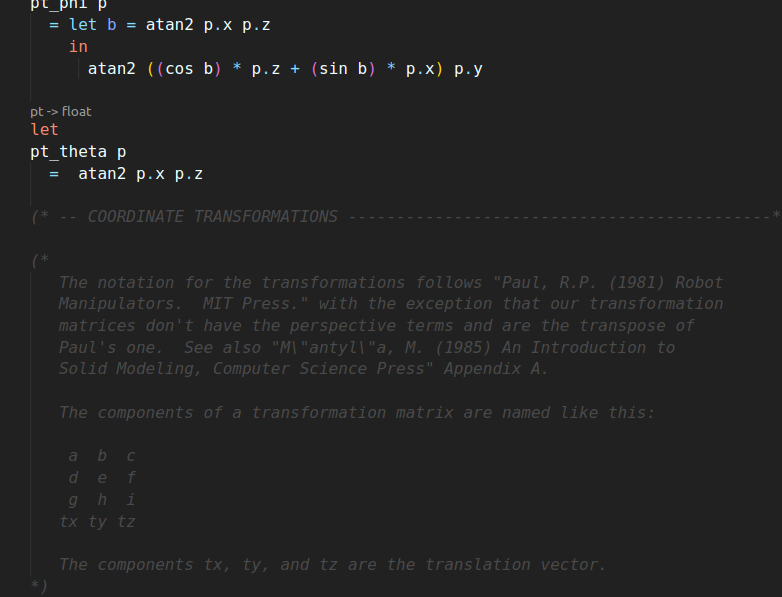 pt_phi p
= let b = atan2 p.x p.z
in
atan2 ((cos b) * p.z + (sin b) * p.x) p.y
pt -> float
let
pt_theta p
= atan2 p.x p.z
(* -- COORDINATE TRANSFORMATIONS --------------------------------------------*
(*
The notation for the transformations follows "Paul, R.P. (1981) Robot
Manipulators.  MIT Press." with the exception that our transformation
matrices don't have the perspective terms and are the transpose of
Paul's one.  See also "M\"antyl\"a, M. (1985) An Introduction to
Solid Modeling, Computer Science Press" Appendix A.
The components of a transformation matrix are named like this:
a  b  c
d  e  f
g  h  i
tx ty tz
The components tx, ty, and tz are the translation vector.
*)